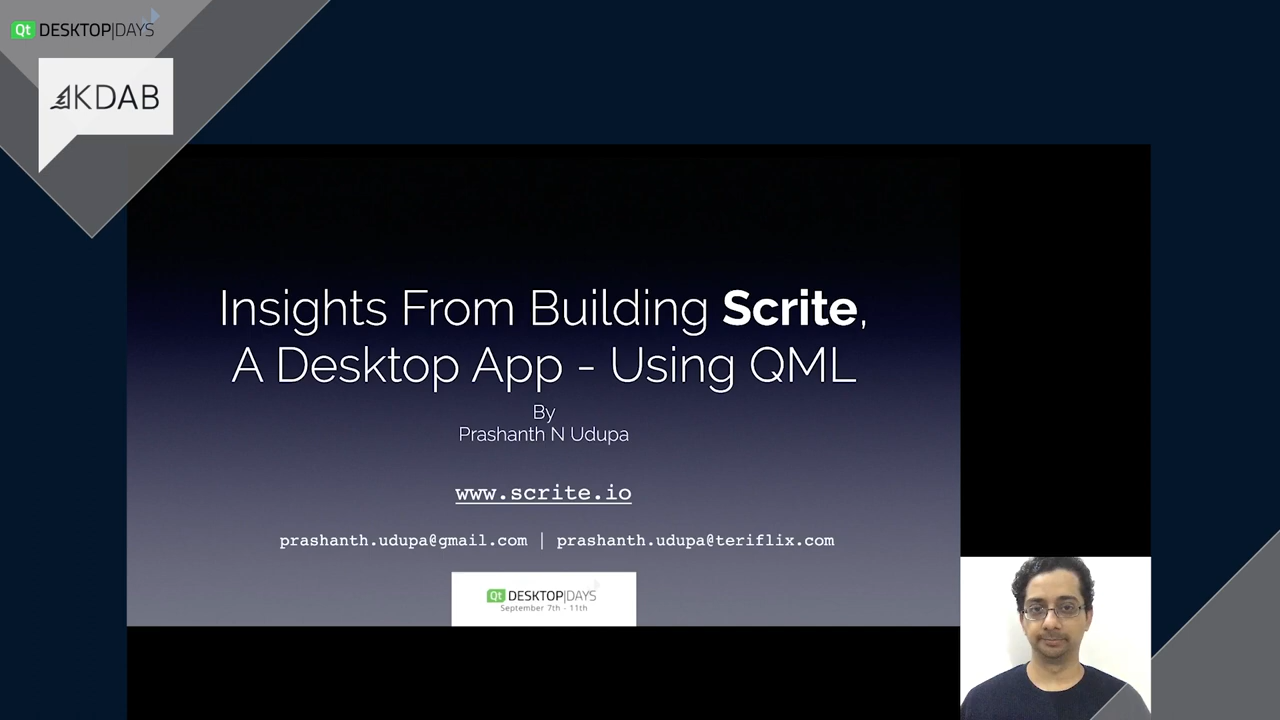 Qt DESKTOP|DAYS
KDAB
Insights From Building Scrite,
A Desktop App - Using QML
By
Prashanth N Udupa
www.scrite.io
prashanth.udupa@gmail.com | prashanth.udupa@teriflix.com
Qt DESKTOP|DAYS
September 7th - 11th